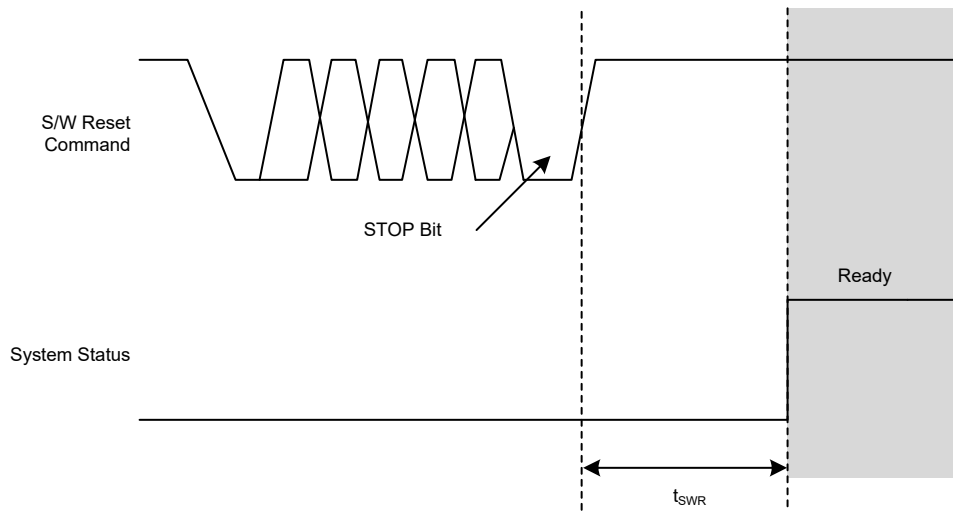 S/W Reset
Command
STOP Bit
Ready
System Status
tSWR